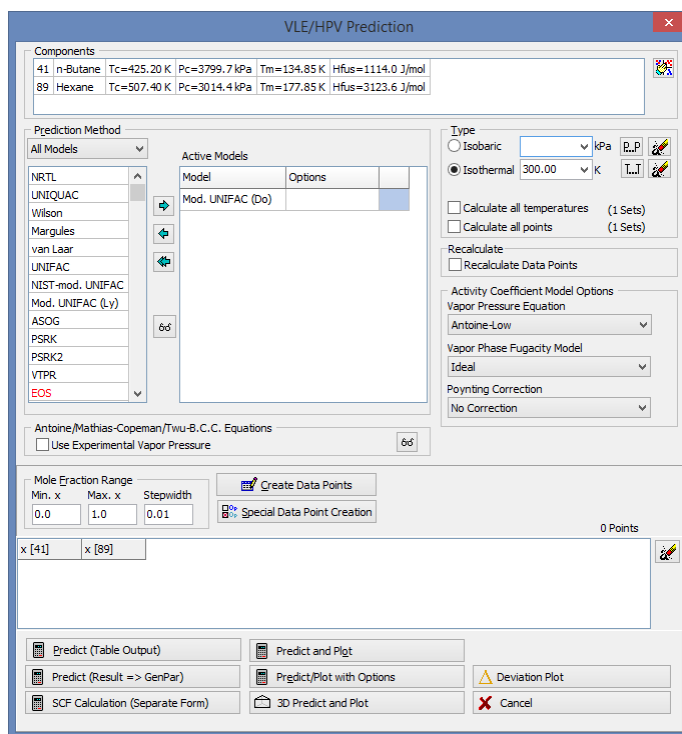 VLE/HPV Prediction
Components
41 n-Butane Tc=425.20 K Pc=3799.7 kPa Tm=134.85 K Hfus=1114.0 J/mol
89 Hexane Tc=507.40 K Pc=3014.4 kPa Tm=177.85 K Hfus=3123.6 J/mol
Prediction Method
All Models
NRTL
UNIQUAC
Wilson
Margules
van Laar
UNIFAC
NIST-mod. UNIFAC
Mod. UNIFAC (Ly)
ASOG
PSRK
PSRK2
VTPR
EOS
Active Models
Model Options
Mod. UNIFAC (Do)
Type
Isobaric kPa P..P
Isothermal 300.00 K T...T
Calculate all temperatures (1 Sets)
Calculate all points (1 Sets)
Recalculate
Recalculate Data Points
Activity Coefficient Model Options
Vapor Pressure Equation
Antoine-Low
Vapor Phase Fugacity Model
Ideal
Poynting Correction
No Correction
Antoine/Mathias-Copeman/Twu-B.C.C. Equations
Use Experimental Vapor Pressure
Mole Fraction Range
Min. x Max. x Stepwidth
0.0 1.0 0.01
Create Data Points
Special Data Point Creation
0 Points
x [41] x [89]
Predict (Table Output)
Predict and Plot
Predict (Result => GenPar)
Predict/Plot with Options
Deviation Plot
SCF Calculation (Separate Form)
3D Predict and Plot
Cancel